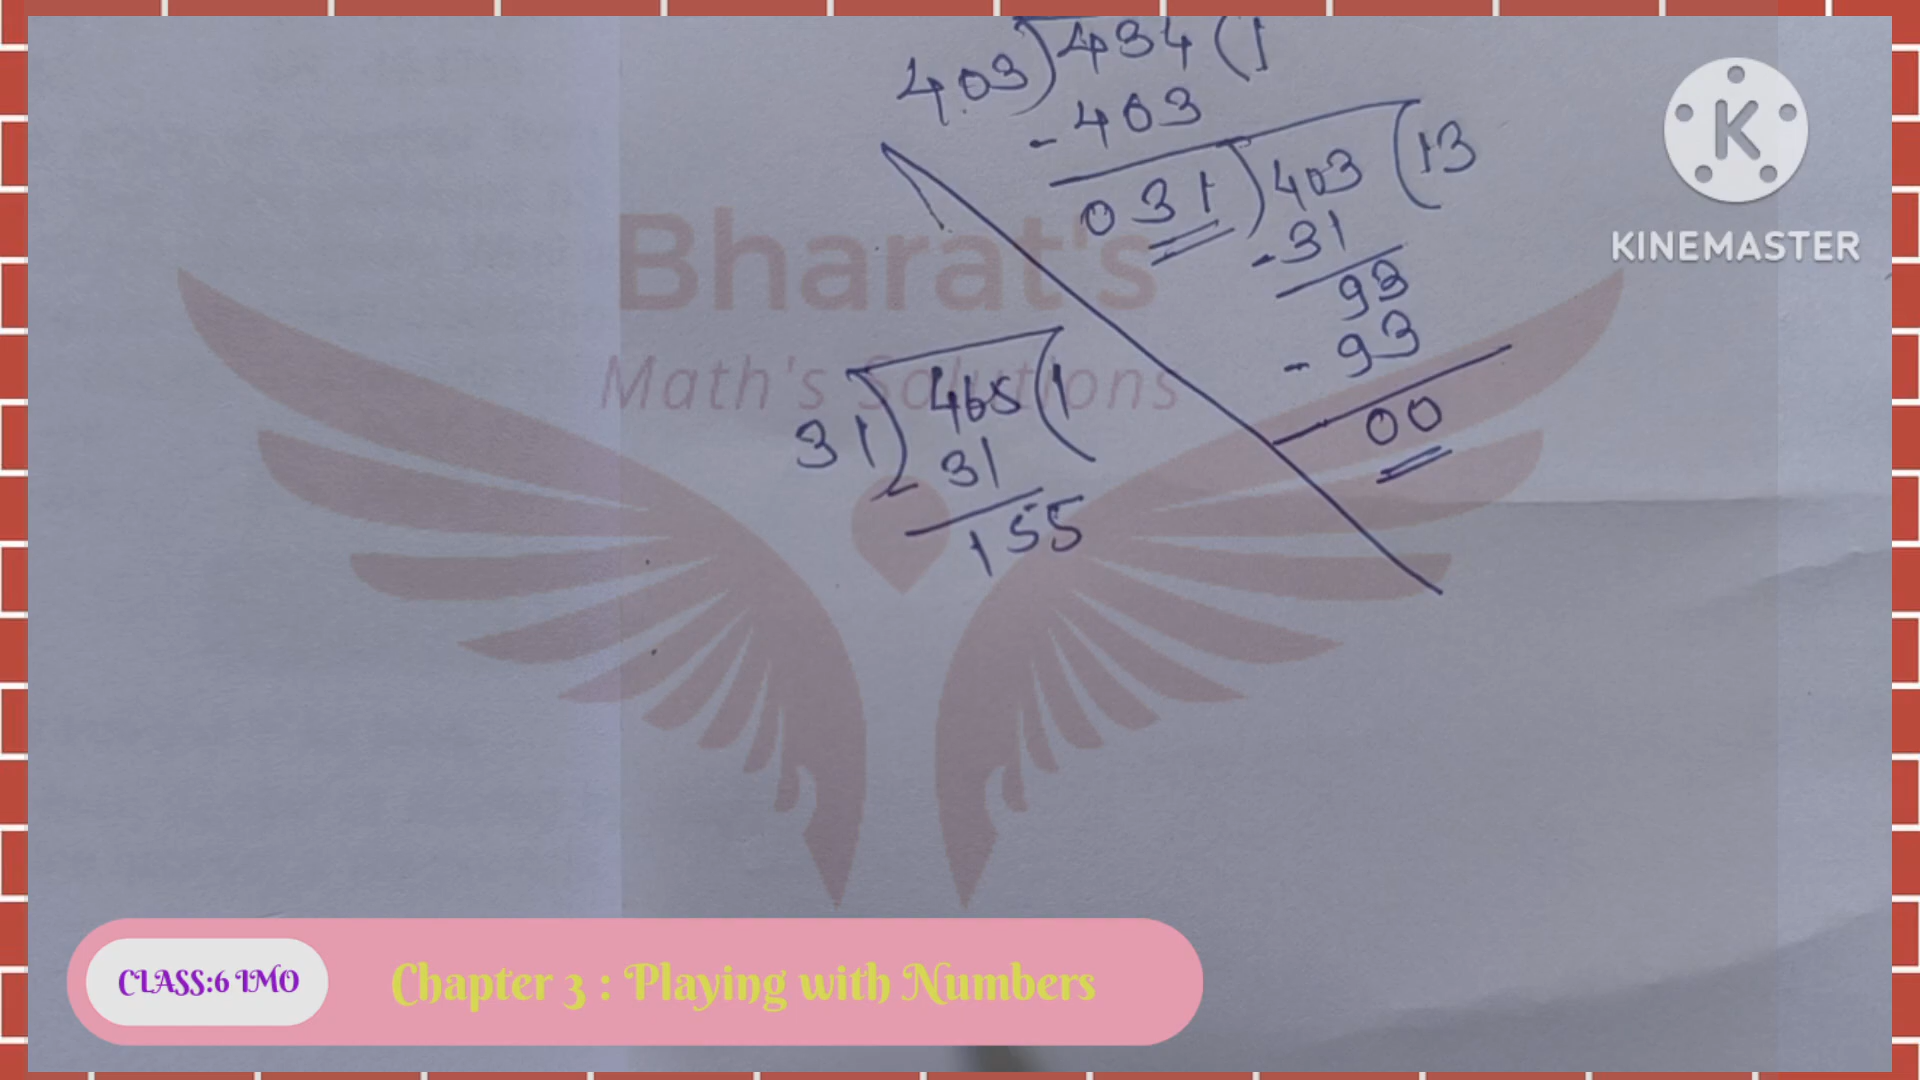 403)434(1
-403
031)403(13
-31
93
-93
00
31)465(1
31
155
Bharat's
Math's Solutions
KINEMASTER
CLASS:6 IMO
Chapter 3 : Playing with Numbers